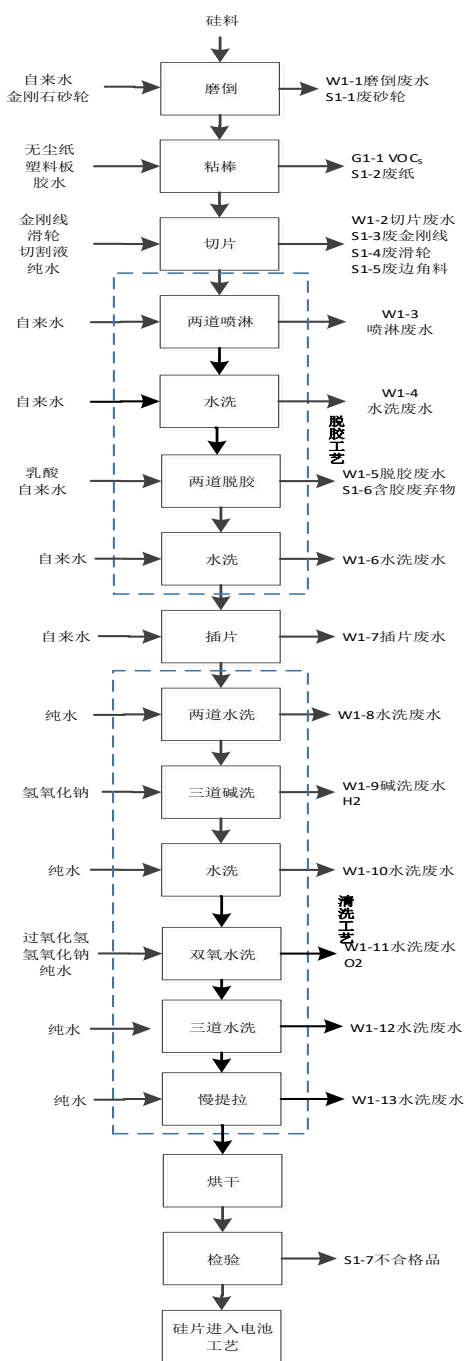 硅料
自来水
金刚石砂轮
磨倒
W1-1磨倒废水
S1-1废砂轮
无尘纸
塑料板
胶水
粘棒
G1-1 VOCs
S1-2废纸
金刚线
滑轮
切割液
纯水
切片
W1-2切片废水
S1-3废金刚线
S1-4废滑轮
S1-5废边角料
自来水
两道喷淋
W1-3
喷淋废水
自来水
水洗
W1-4
水洗废水
脱胶工艺
乳酸
自来水
两道脱胶
W1-5脱胶废水
S1-6含胶废弃物
自来水
水洗
W1-6水洗废水
自来水
插片
W1-7插片废水
纯水
两道水洗
W1-8水洗废水
氢氧化钠
三道碱洗
W1-9碱洗废水
H2
纯水
水洗
W1-10水洗废水
清洗工艺
过氧化氢
氢氧化钠
纯水
双氧水洗
W1-11水洗废水
O2
纯水
三道水洗
W1-12水洗废水
纯水
慢提拉
W1-13水洗废水
烘干
检验
S1-7不合格品
硅片进入电池
工艺